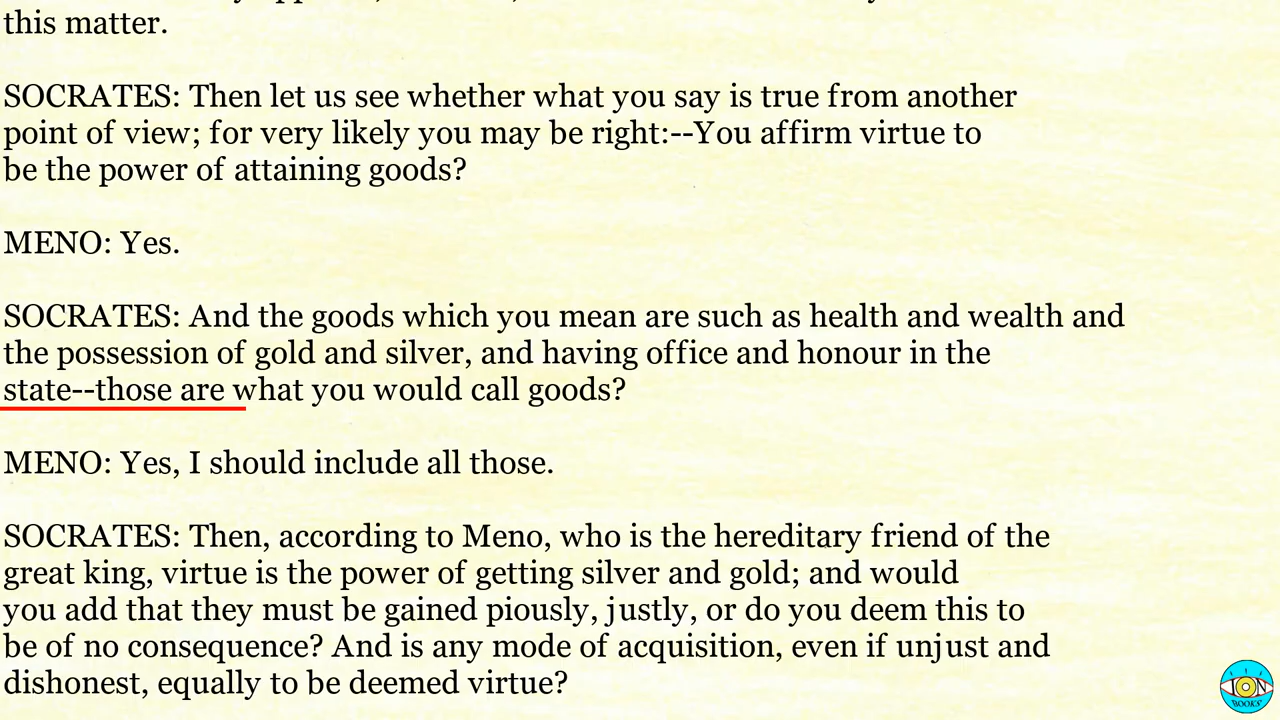 this matter.
SOCRATES: Then let us see whether what you say is true from another
point of view; for very likely you may be right:--You affirm virtue to
be the power of attaining goods?
MENO: Yes.
SOCRATES: And the goods which you mean are such as health and wealth and
the possession of gold and silver, and having office and honour in the
state--those are what you would call goods?
MENO: Yes, I should include all those.
SOCRATES: Then, according to Meno, who is the hereditary friend of the
great king, virtue is the power of getting silver and gold; and would
you add that they must be gained piously, justly, or do you deem this to
be of no consequence? And is any mode of acquisition, even if unjust and
dishonest, equally to be deemed virtue?
ION
BOOKS